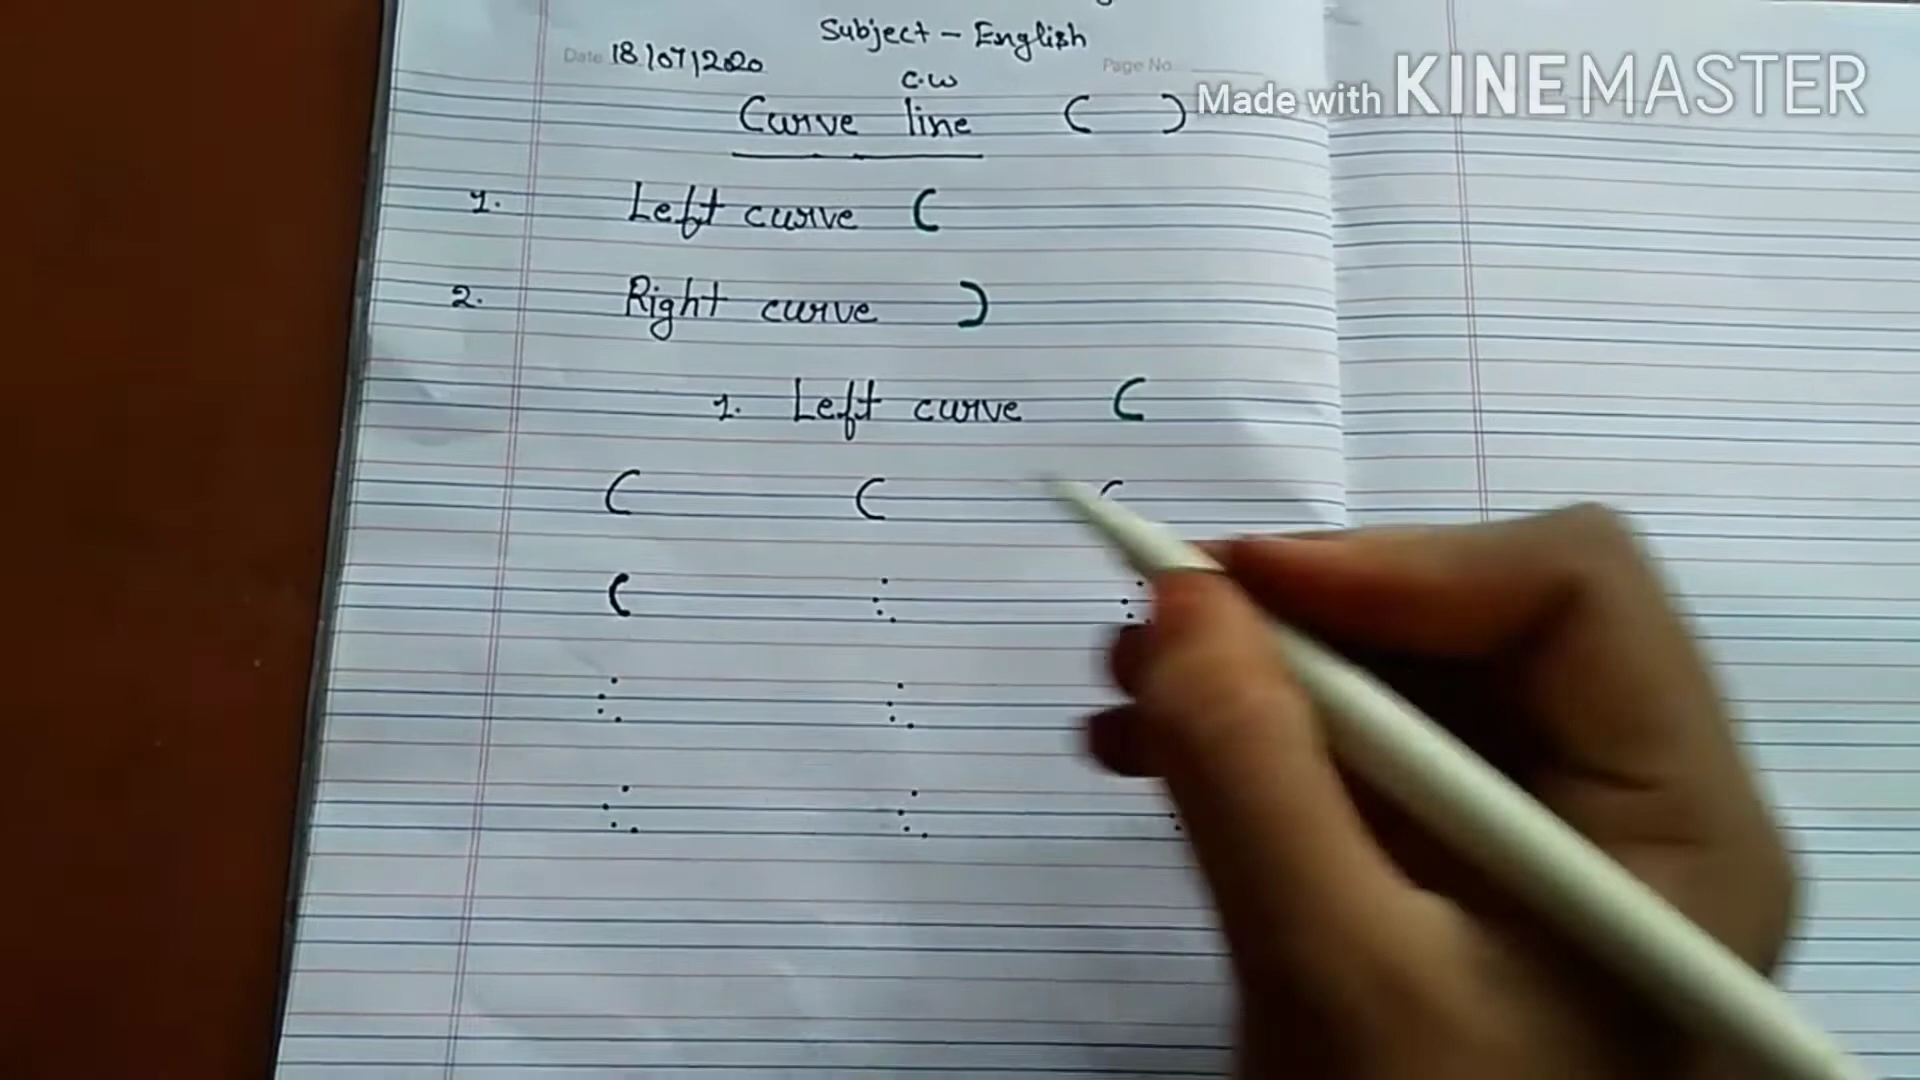 Subject - English
Date 18/07/2020 Page No.
C.W
Curve line ( )
Made with KINEMASTER
1. Left curve (
2. Right curve )
1. Left curve (
( ( (
(